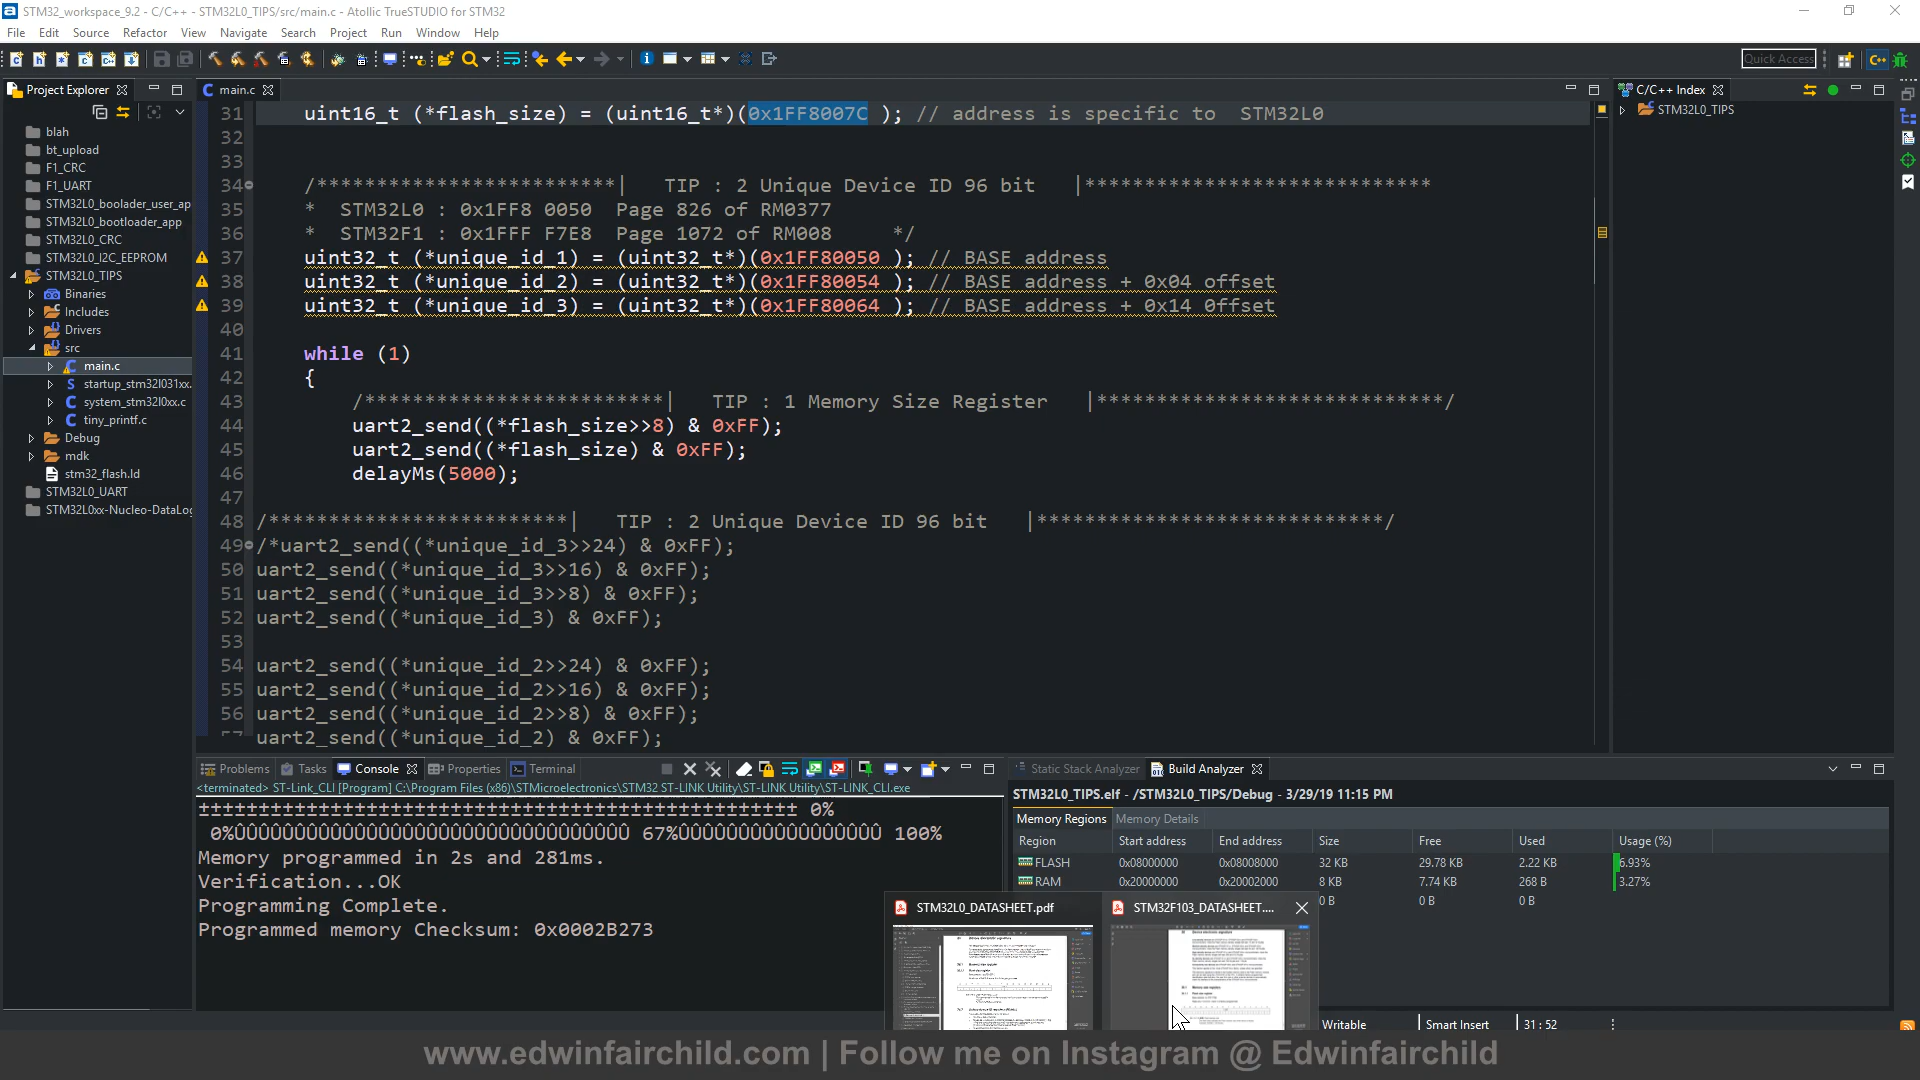 STM32_workspace_9.2 - C/C++ - STM32L0_TIPS/src/main.c - Atollic TrueSTUDIO for STM32
File Edit Source Refactor View Navigate Search Project Run Window Help
Quick Access
Project Explorer
main.c
C/C++ Index
STM32L0_TIPS
blah
bt_upload
F1_CRC
F1_UART
STM32L0_boolader_user_ap
STM32L0_bootloader_app
STM32L0_CRC
STM32L0_I2C_EEPROM
STM32L0_TIPS
Binaries
Includes
Drivers
src
main.c
startup_stm32l031xx.
system_stm32l0xx.c
tiny_printf.c
Debug
mdk
stm32_flash.ld
STM32L0_UART
STM32L0xx-Nucleo-DataLog
31 uint16_t (*flash_size) = (uint16_t*)(0x1FF8007C ); // address is specific to  STM32L0
32
33
34 /*************************|   TIP : 2 Unique Device ID 96 bit   |*****************************
35 *  STM32L0 : 0x1FF8 0050  Page 826 of RM0377
36 *  STM32F1 : 0x1FFF F7E8  Page 1072 of RM008     */
37 uint32_t (*unique_id_1) = (uint32_t*)(0x1FF80050 ); // BASE address
38 uint32_t (*unique_id_2) = (uint32_t*)(0x1FF80054 ); // BASE address + 0x04 offset
39 uint32_t (*unique_id_3) = (uint32_t*)(0x1FF80064 ); // BASE address + 0x14 0ffset
40
41 while (1)
42 {
43 /*************************|   TIP : 1 Memory Size Register   |*****************************/
44 uart2_send((*flash_size>>8) & 0xFF);
45 uart2_send((*flash_size) & 0xFF);
46 delayMs(5000);
47
48 /*************************|   TIP : 2 Unique Device ID 96 bit   |*****************************/
49 /*uart2_send((*unique_id_3>>24) & 0xFF);
50 uart2_send((*unique_id_3>>16) & 0xFF);
51 uart2_send((*unique_id_3>>8) & 0xFF);
52 uart2_send((*unique_id_3) & 0xFF);
53
54 uart2_send((*unique_id_2>>24) & 0xFF);
55 uart2_send((*unique_id_2>>16) & 0xFF);
56 uart2_send((*unique_id_2>>8) & 0xFF);
57 uart2_send((*unique_id_2) & 0xFF);
Problems Tasks Console Properties Terminal
<terminated> ST-Link_CLI [Program] C:\Program Files (x86)\STMicroelectronics\STM32 ST-LINK Utility\ST-LINK Utility\ST-LINK_CLI.exe
±±±±±±±±±±±±±±±±±±±±±±±±±±±±±±±±±±±±±±±±±±±±±±±±±± 0%
0%ÛÛÛÛÛÛÛÛÛÛÛÛÛÛÛÛÛÛÛÛÛÛÛÛÛÛÛÛÛÛÛÛÛ 67%ÛÛÛÛÛÛÛÛÛÛÛÛÛÛÛÛÛ 100%
Memory programmed in 2s and 281ms.
Verification...OK
Programming Complete.
Programmed memory Checksum: 0x0002B273
Static Stack Analyzer Build Analyzer
STM32L0_TIPS.elf - /STM32L0_TIPS/Debug - 3/29/19 11:15 PM
Memory Regions Memory Details
Region Start address End address Size Free Used Usage (%)
FLASH 0x08000000 0x08008000 32 KB 29.78 KB 2.22 KB 6.93%
RAM 0x20000000 0x20002000 8 KB 7.74 KB 268 B 3.27%
0 B 0 B 0 B
STM32L0_DATASHEET.pdf
STM32F103_DATASHEET....
Writable Smart Insert 31 : 52
www.edwinfairchild.com | Follow me on Instagram @ Edwinfairchild